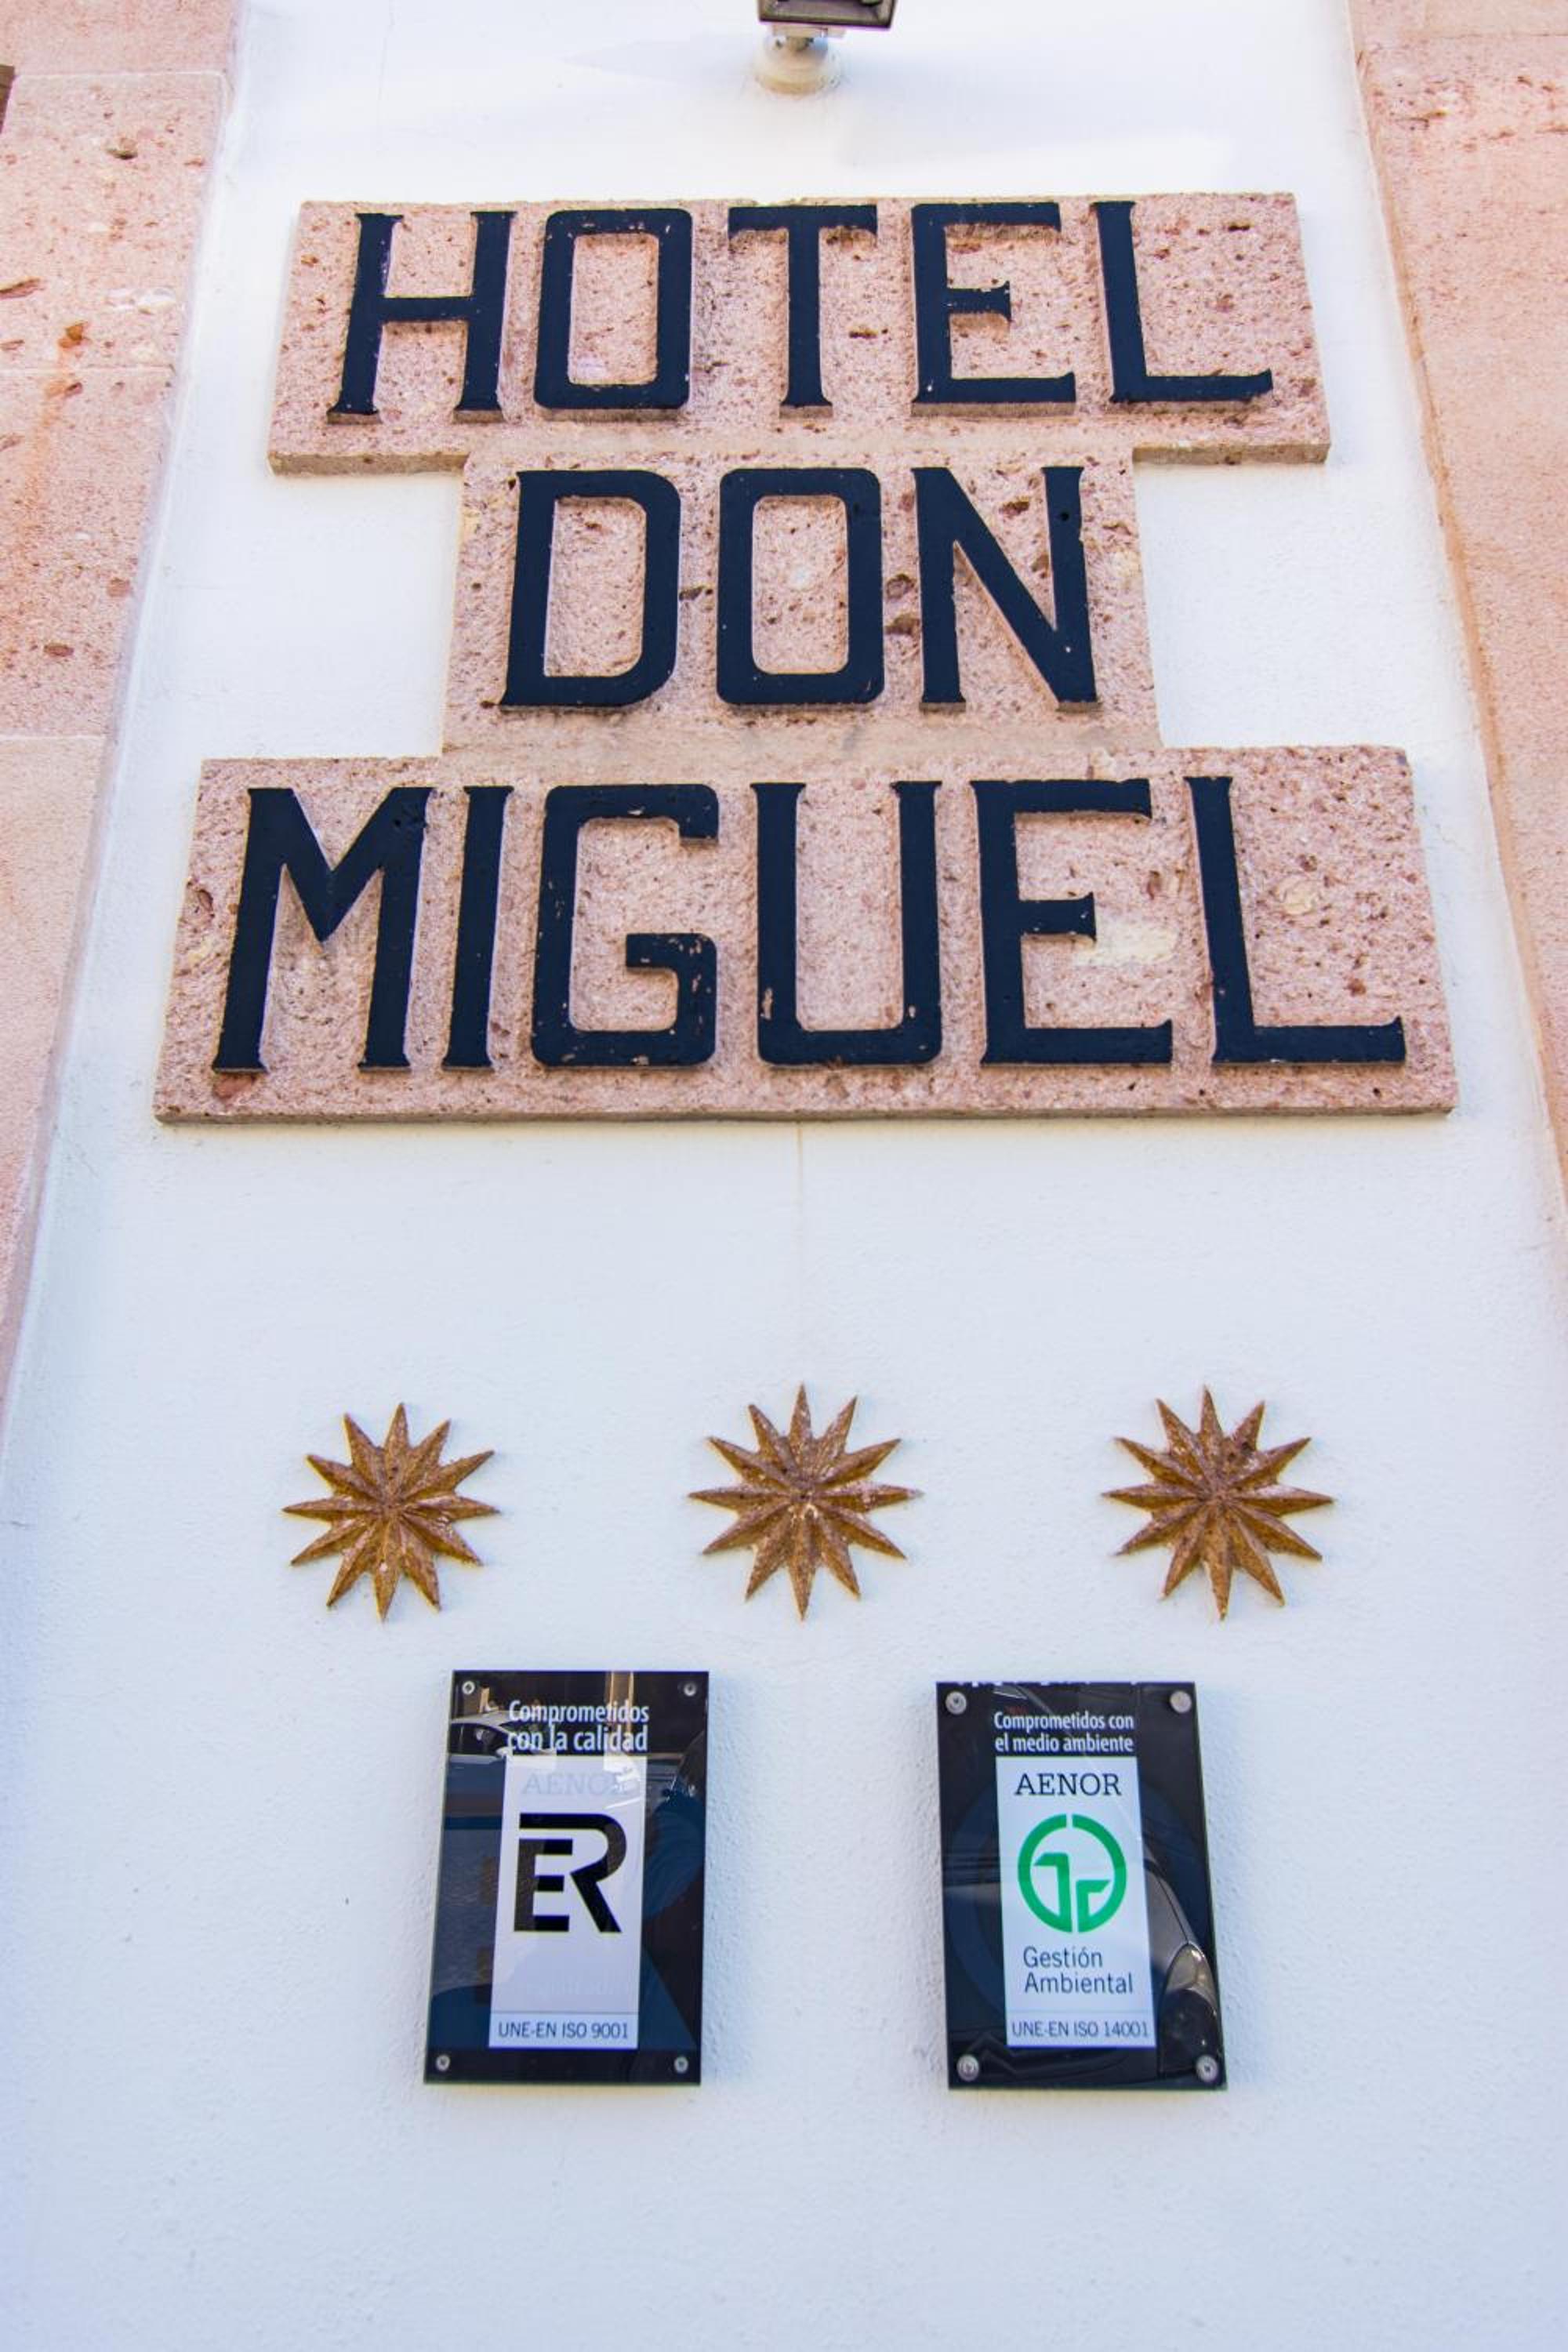 HOTEL
DON
MIGUEL
Comprometidos
con la calidad
AENOR
ER
UNE-EN ISO 9001
Comprometidos con
el medio ambiente
AENOR
Gestión
Ambiental
UNE-EN ISO 14001